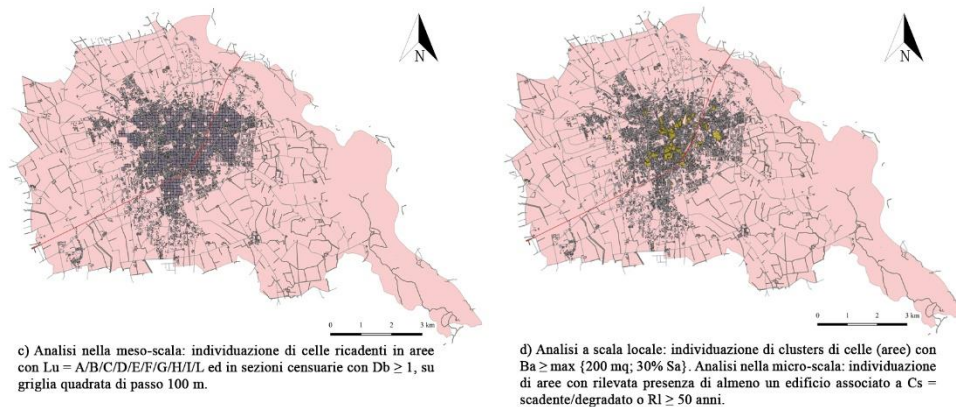 N
0 1 2 3 km
c) Analisi nella meso-scala: individuazione di celle ricadenti in aree
con Lu = A/B/C/D/E/F/G/H/I/L ed in sezioni censuarie con Db ≥ 1, su
griglia quadrata di passo 100 m.
N
0 1 2 3 km
d) Analisi a scala locale: individuazione di clusters di celle (aree) con
Ba ≥ max {200 mq; 30% Sa}. Analisi nella micro-scala: individuazione
di aree con rilevata presenza di almeno un edificio associato a Cs =
scadente/degradato o Rl ≥ 50 anni.